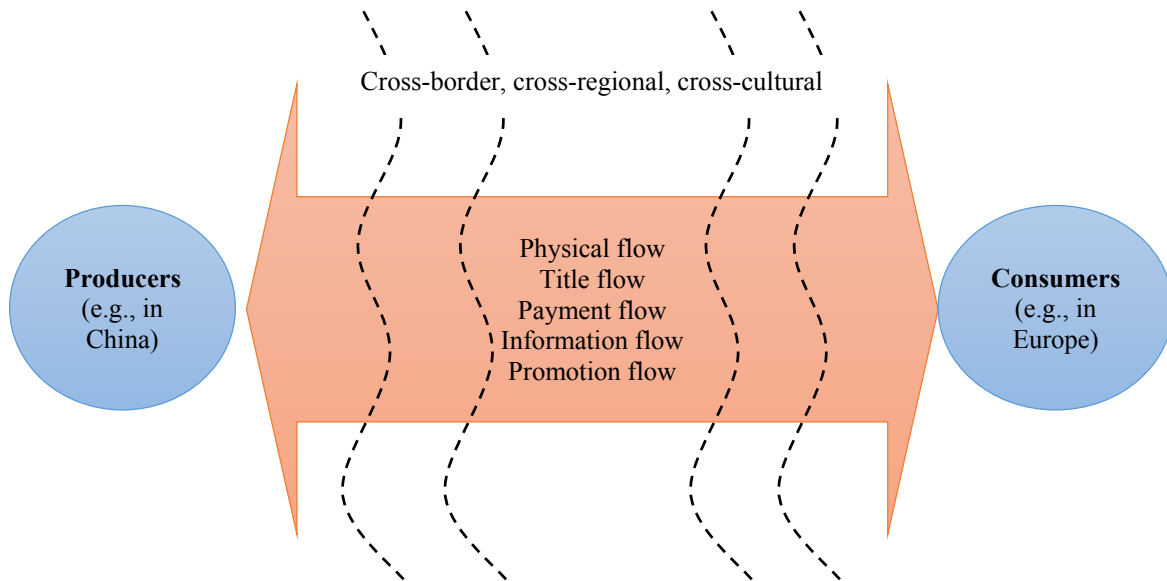 Cross-border, cross-regional, cross-cultural
Producers
(e.g., in
China)
Physical flow
Title flow
Payment flow
Information flow
Promotion flow
Consumers
(e.g., in
Europe)